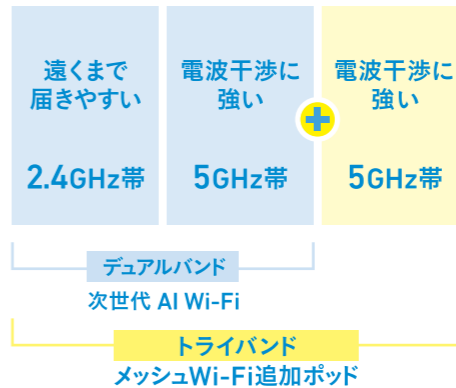 遠くまで
届きやすい
2.4GHz帯
電波干渉に
強い
5GHz帯
電波干渉に
強い
5GHz帯
デュアルバンド
次世代 AI Wi-Fi
トライバンド
メッシュWi-Fi追加ポッド